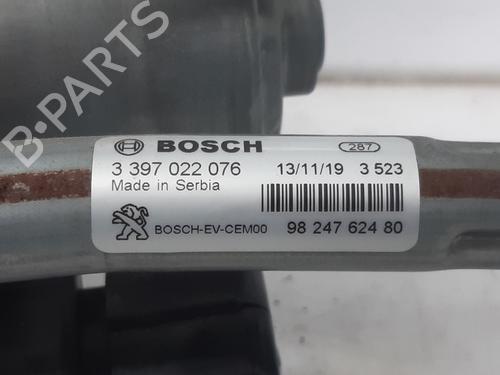 B-PARTS
BOSCH 287
3 397 022 076 13/11/19 3 523
Made in Serbia
BOSCH-EV-CEM00 98 247 624 80